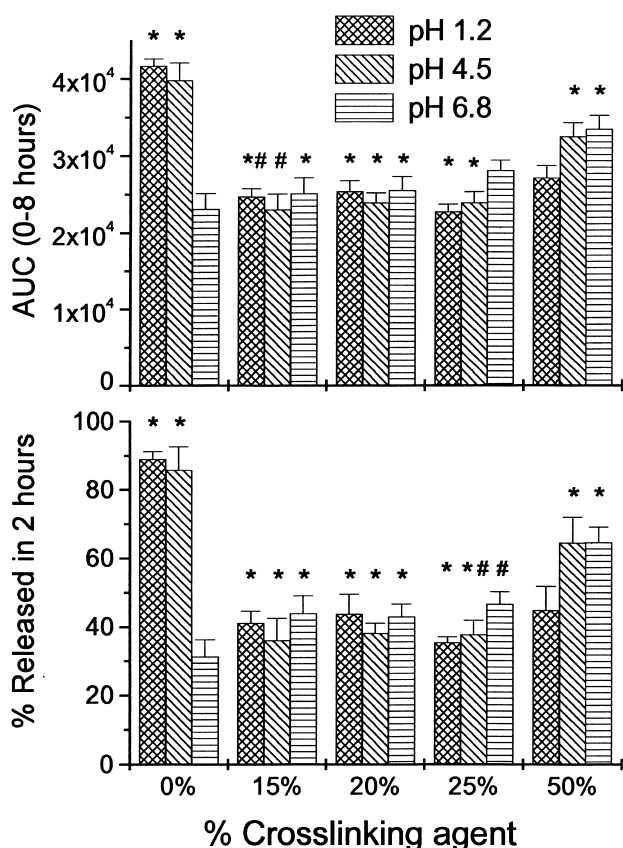 pH 1.2
pH 4.5
pH 6.8
AUC (0-8 hours)
4x10⁴
3x10⁴
2x10⁴
1x10⁴
0
* *
*# # *
* * *
* *
* *
% Released in 2 hours
100
80
60
40
20
0
* *
* * *
* * *
* *# #
* *
0% 15% 20% 25% 50%
% Crosslinking agent